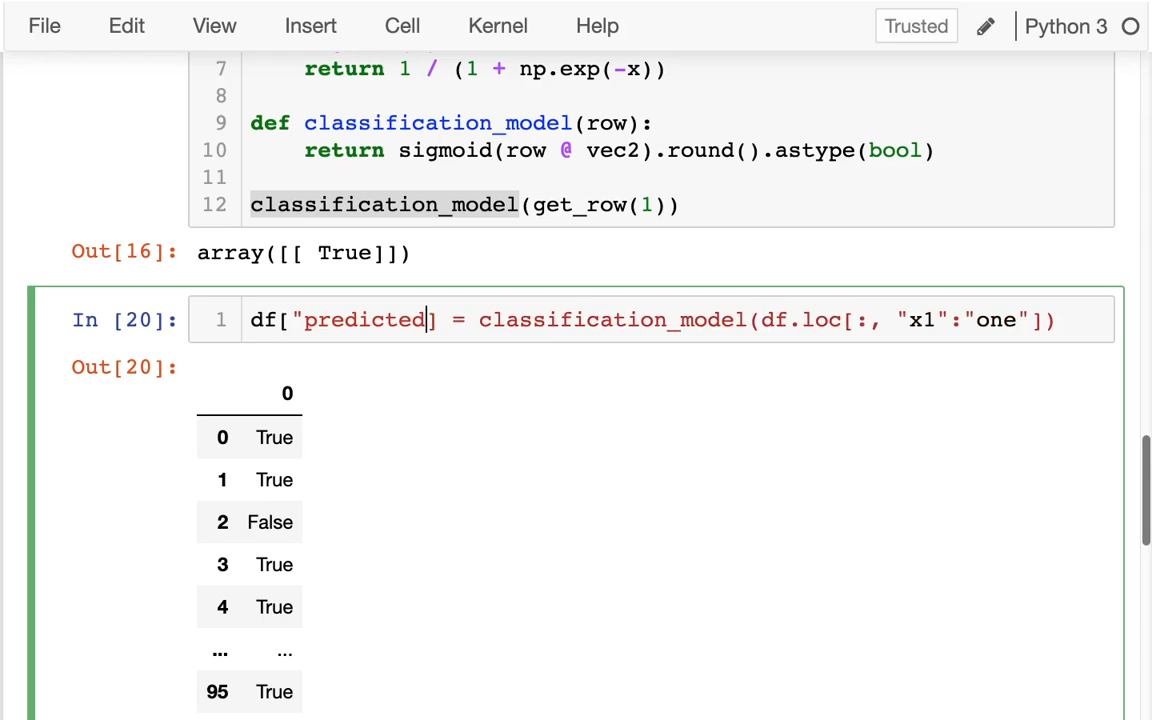 File Edit View Insert Cell Kernel Help Trusted Python 3
7 return 1 / (1 + np.exp(-x))
8
9 def classification_model(row):
10 return sigmoid(row @ vec2).round().astype(bool)
11
12 classification_model(get_row(1))
Out[16]: array([[ True]])
In [20]: 1 df["predicted] = classification_model(df.loc[:, "x1":"one"])
Out[20]:
0
0 True
1 True
2 False
3 True
4 True
... ...
95 True